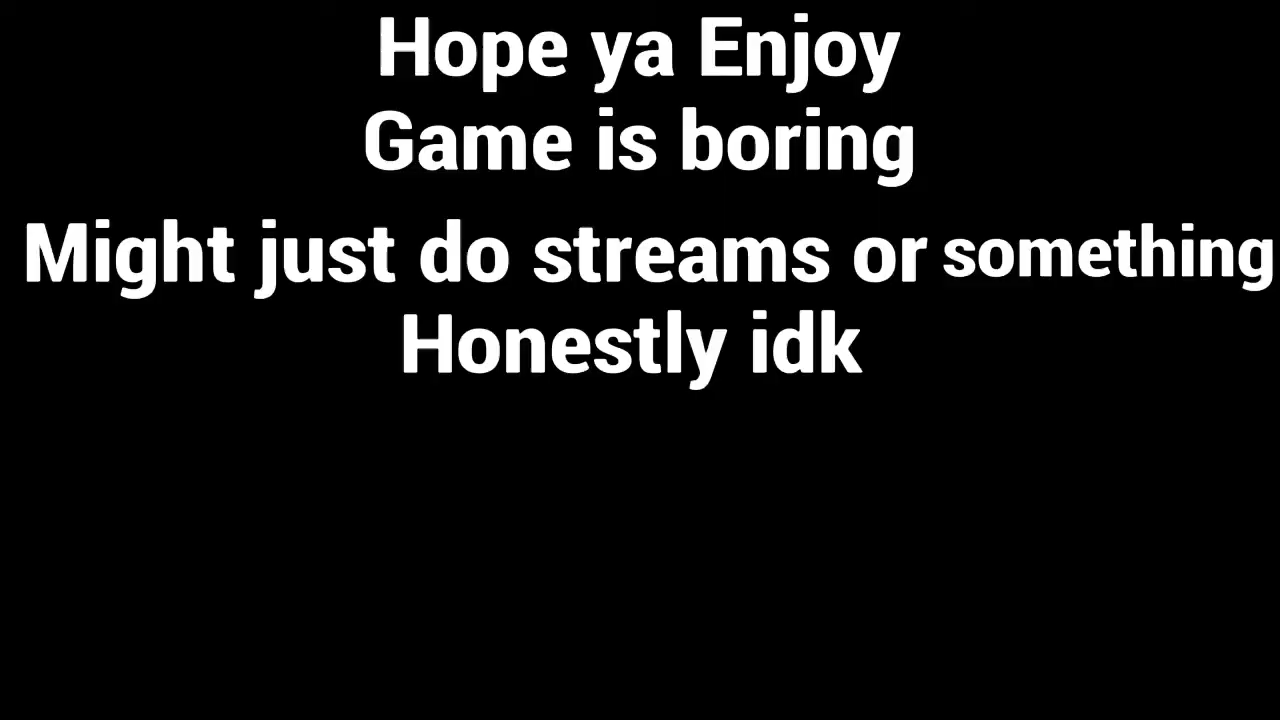 Hope ya Enjoy
Game is boring
Might just do streams or something
Honestly idk